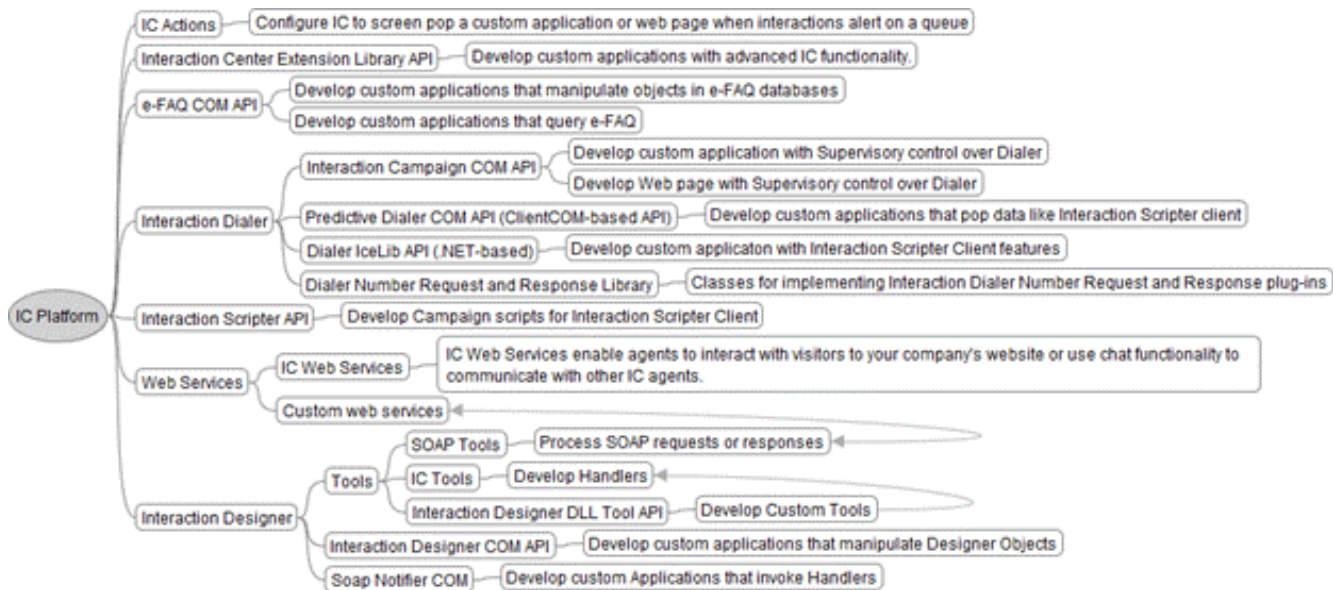 IC Actions
Configure IC to screen pop a custom application or web page when interactions alert on a queue
Interaction Center Extension Library API
Develop custom applications with advanced IC functionality.
e-FAQ COM API
Develop custom applications that manipulate objects in e-FAQ databases
Develop custom applications that query e-FAQ
Interaction Dialer
Interaction Campaign COM API
Develop custom application with Supervisory control over Dialer
Develop Web page with Supervisory control over Dialer
Predictive Dialer COM API (ClientCOM-based API)
Develop custom applications that pop data like Interaction Scripter client
Dialer IceLib API (.NET-based)
Develop custom applicaton with Interaction Scripter Client features
Dialer Number Request and Response Library
Classes for implementing Interaction Dialer Number Request and Response plug-ins
IC Platform
Interaction Scripter API
Develop Campaign scripts for Interaction Scripter Client
Web Services
IC Web Services
IC Web Services enable agents to interact with visitors to your company's website or use chat functionality to
communicate with other IC agents.
Custom web services
Interaction Designer
Tools
SOAP Tools
Process SOAP requests or responses
IC Tools
Develop Handlers
Interaction Designer DLL Tool API
Develop Custom Tools
Interaction Designer COM API
Develop custom applications that manipulate Designer Objects
Soap Notifier COM
Develop custom Applications that invoke Handlers